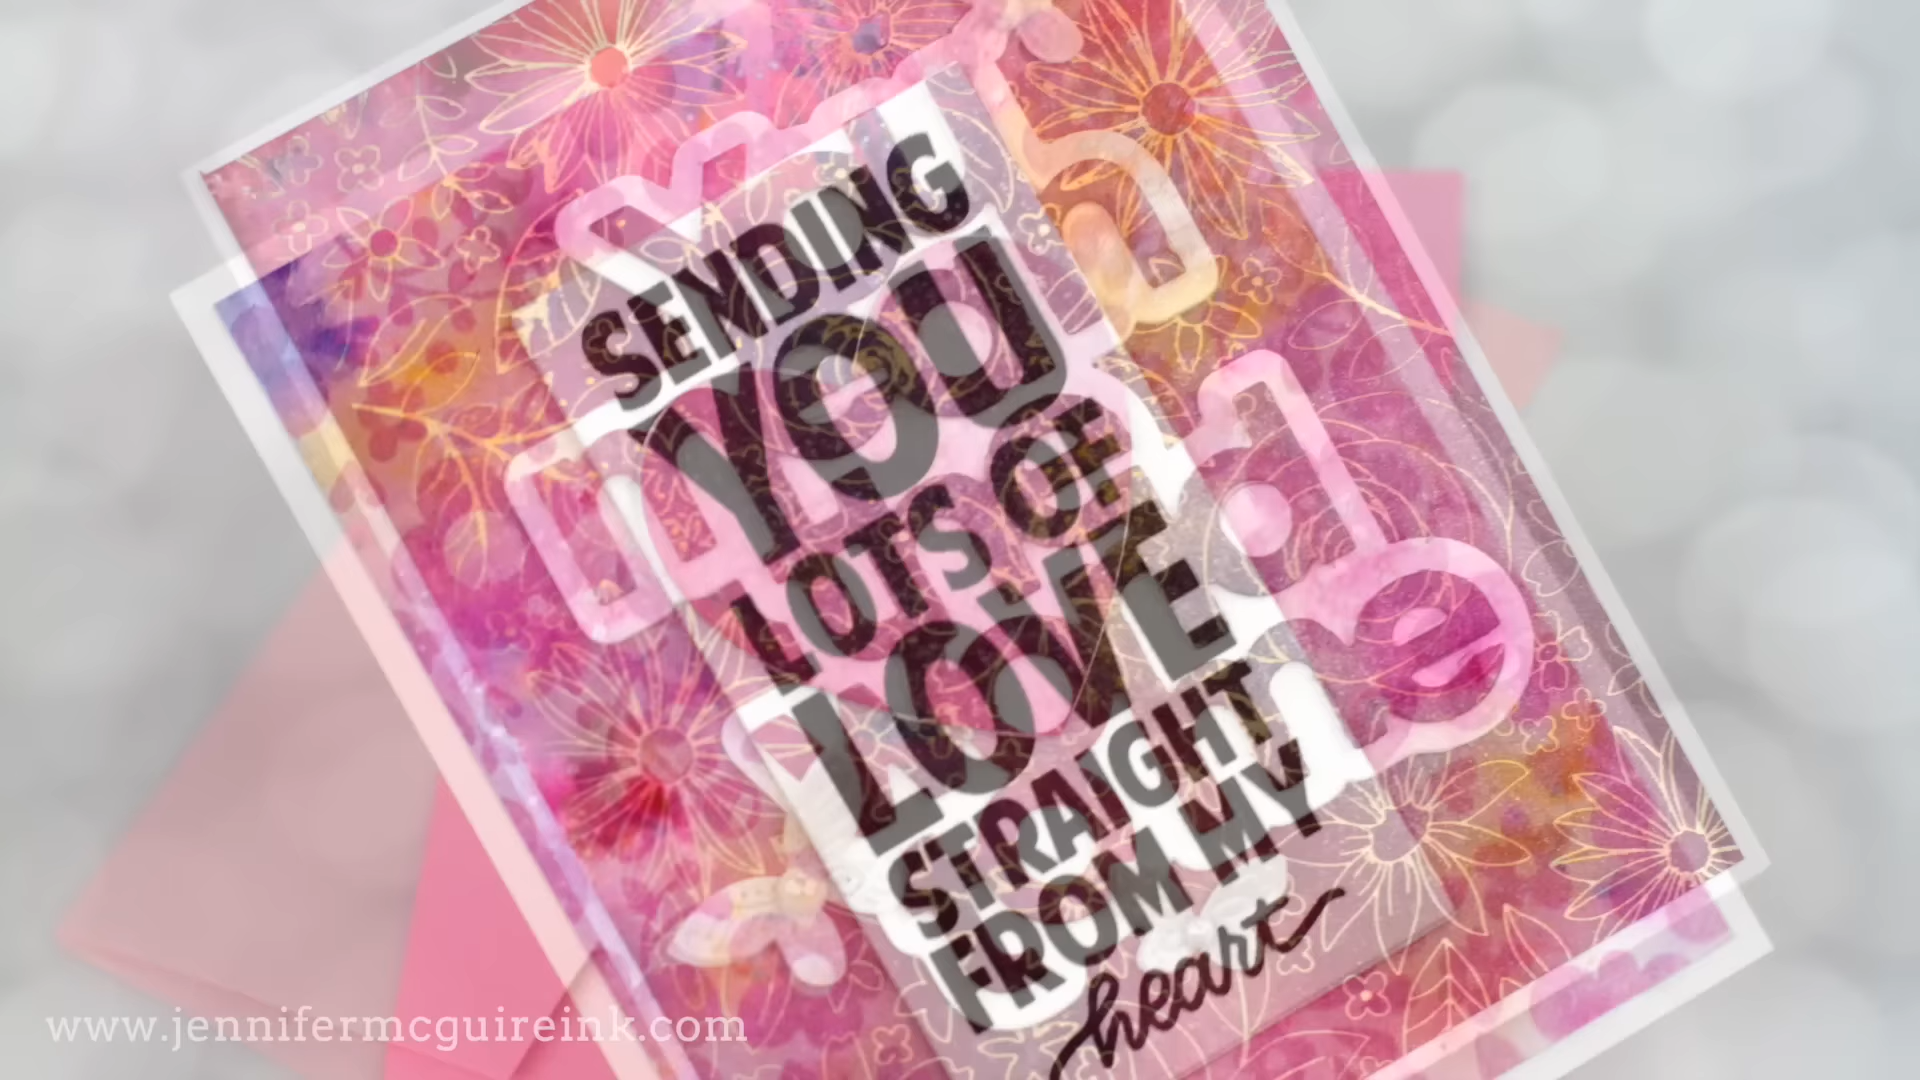 SENDING
YOU
LOTS OF
LOVE
STRAIGHT
FROM MY
heart
www.jennifermcguireink.com